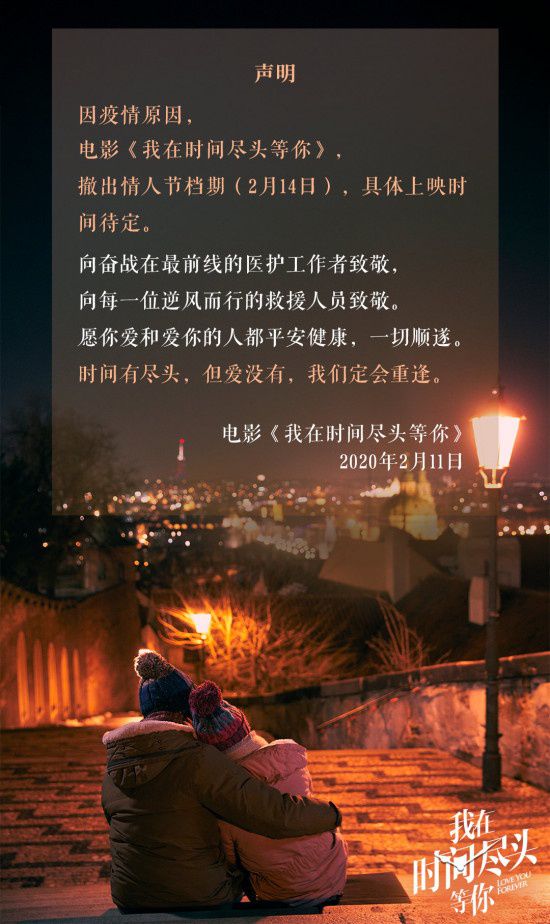 声明
因疫情原因，
电影《我在时间尽头等你》，
撤出情人节档期（2月14日），具体上映时
间待定。
向奋战在最前线的医护工作者致敬，
向每一位逆风而行的救援人员致敬。
愿你爱和爱你的人都平安健康，一切顺遂。
时间有尽头，但爱没有，我们定会重逢。
电影《我在时间尽头等你》
2020年2月11日
我在
时间尽头
等你
LOVE YOU
FOREVER